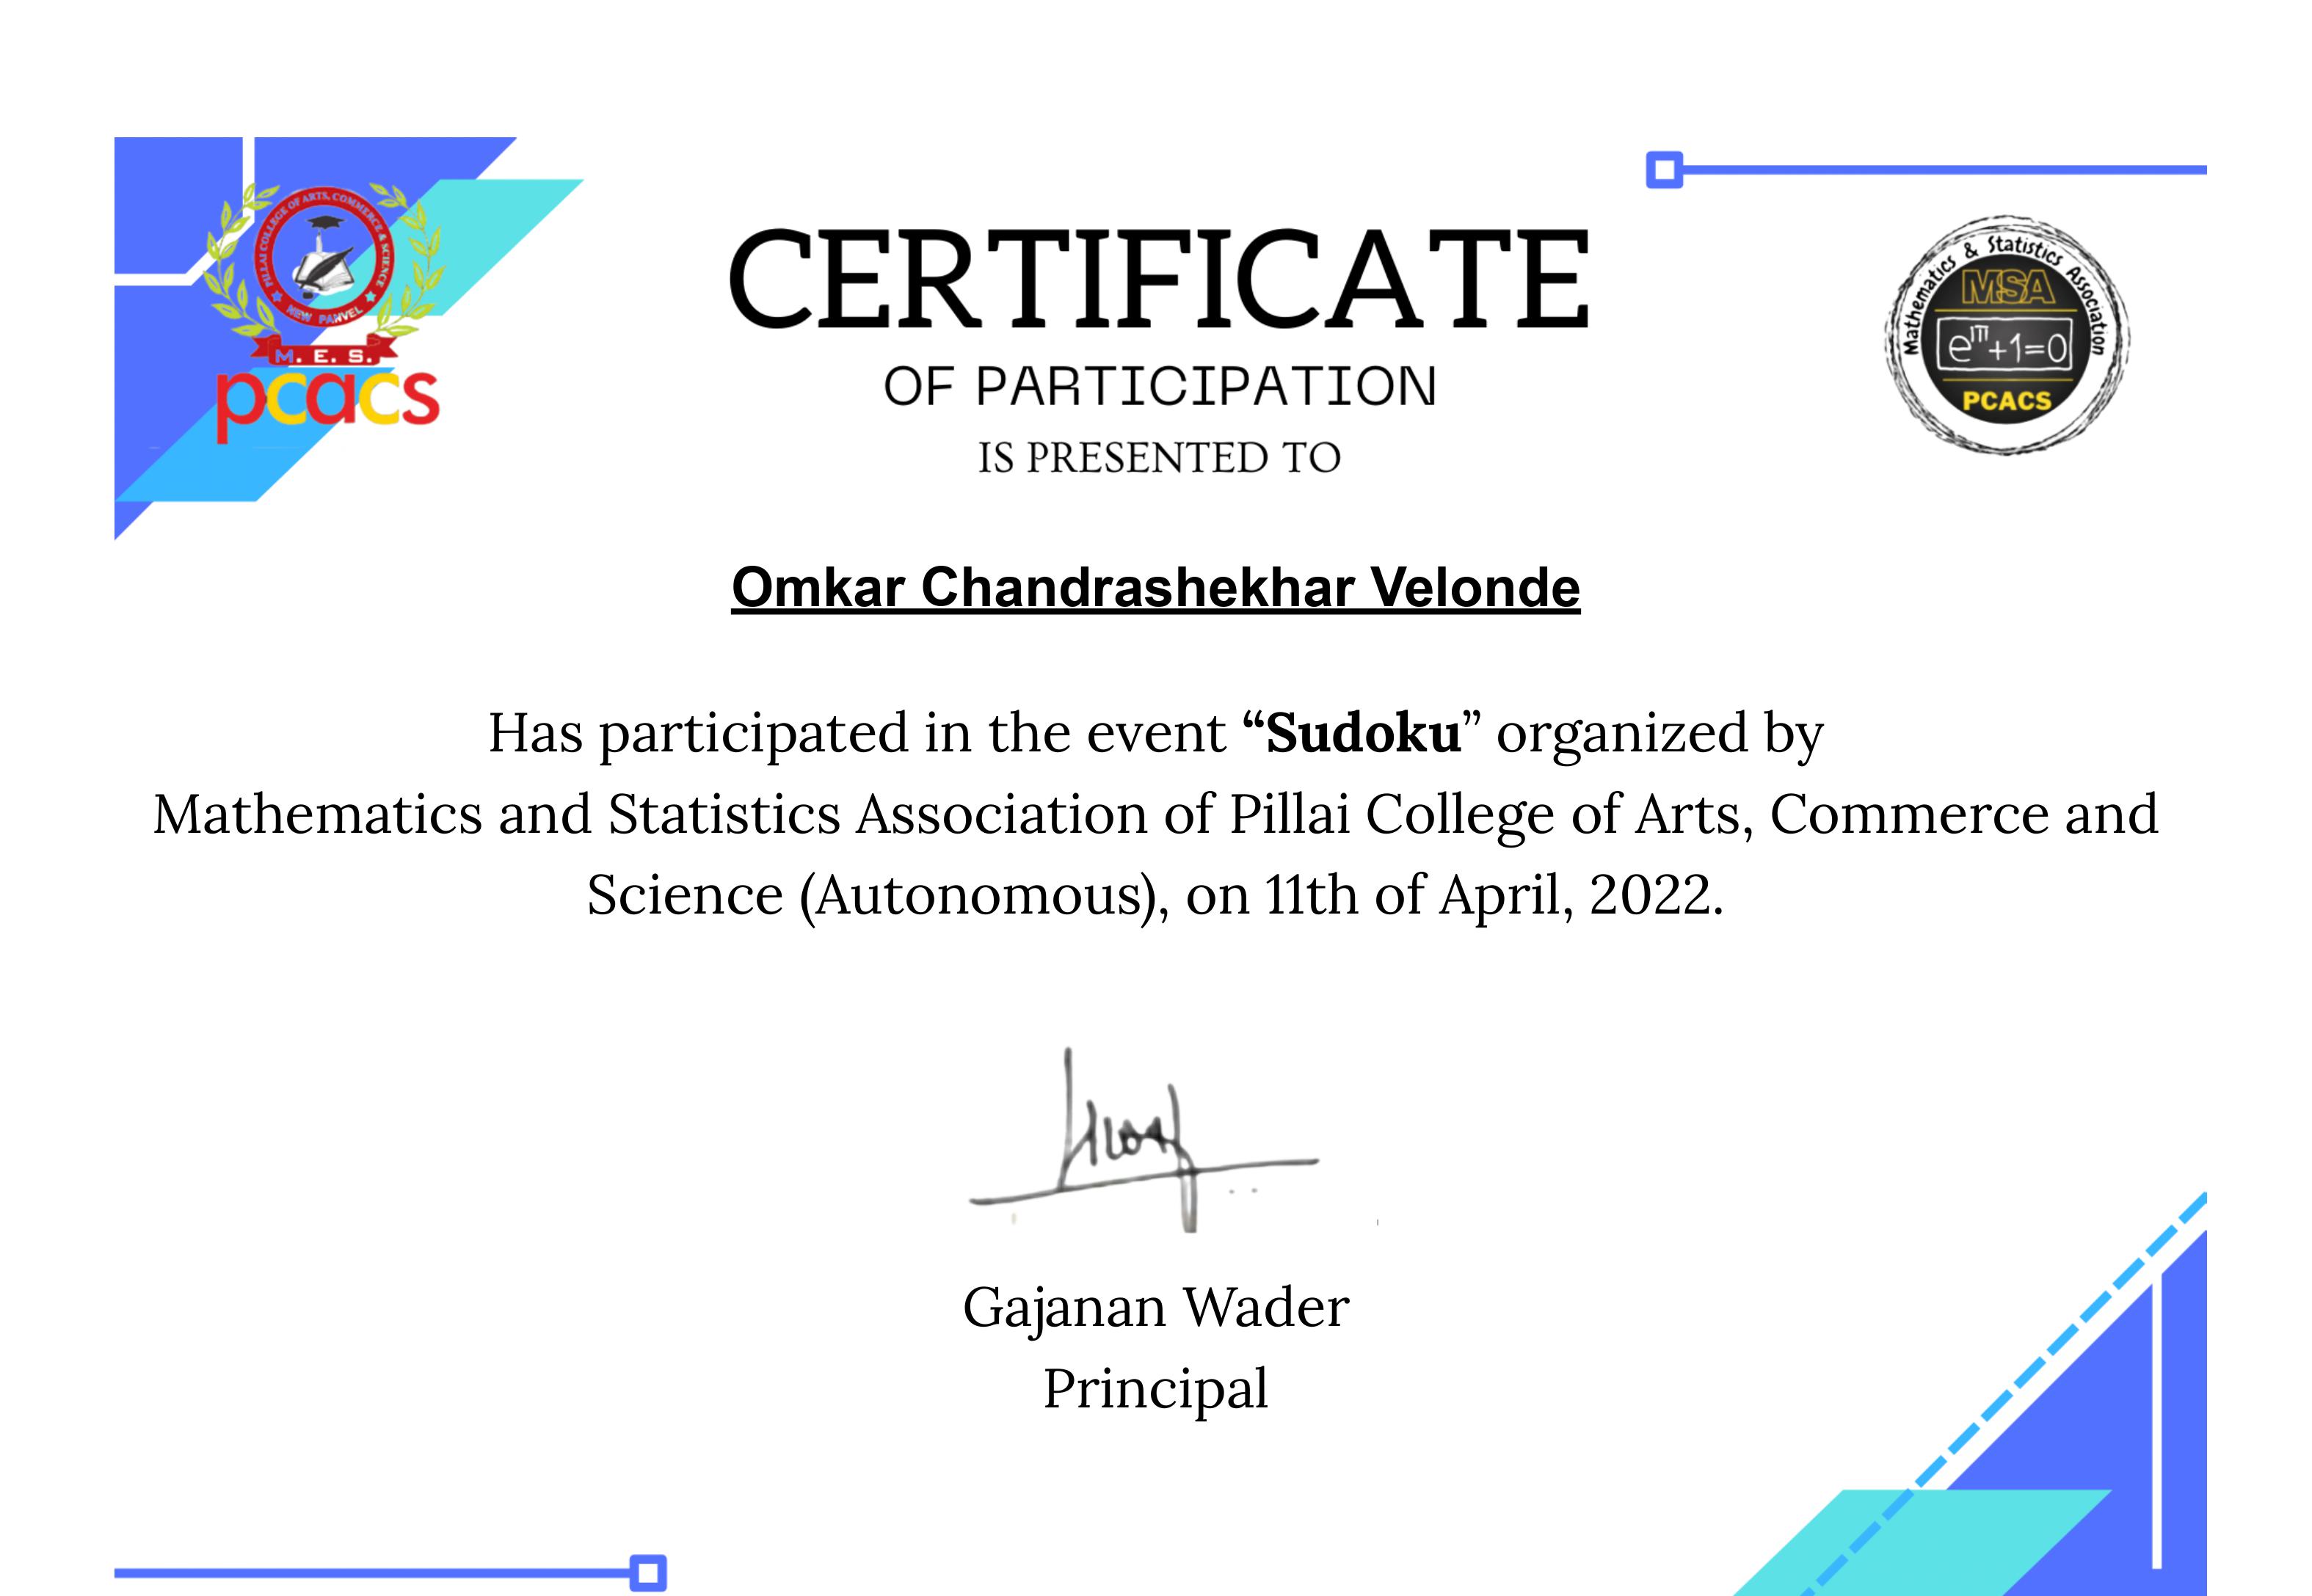 PILLAI COLLEGE OF ARTS, COMMERCE & SCIENCE
NEW PANVEL
M. E. S.
pcacs
CERTIFICATE
OF PARTICIPATION
IS PRESENTED TO
Mathematics & Statistics Association
MSA
e^iπ+1=0
PCACS
Omkar Chandrashekhar Velonde
Has participated in the event “Sudoku” organized by
Mathematics and Statistics Association of Pillai College of Arts, Commerce and
Science (Autonomous), on 11th of April, 2022.
Gajanan Wader
Principal